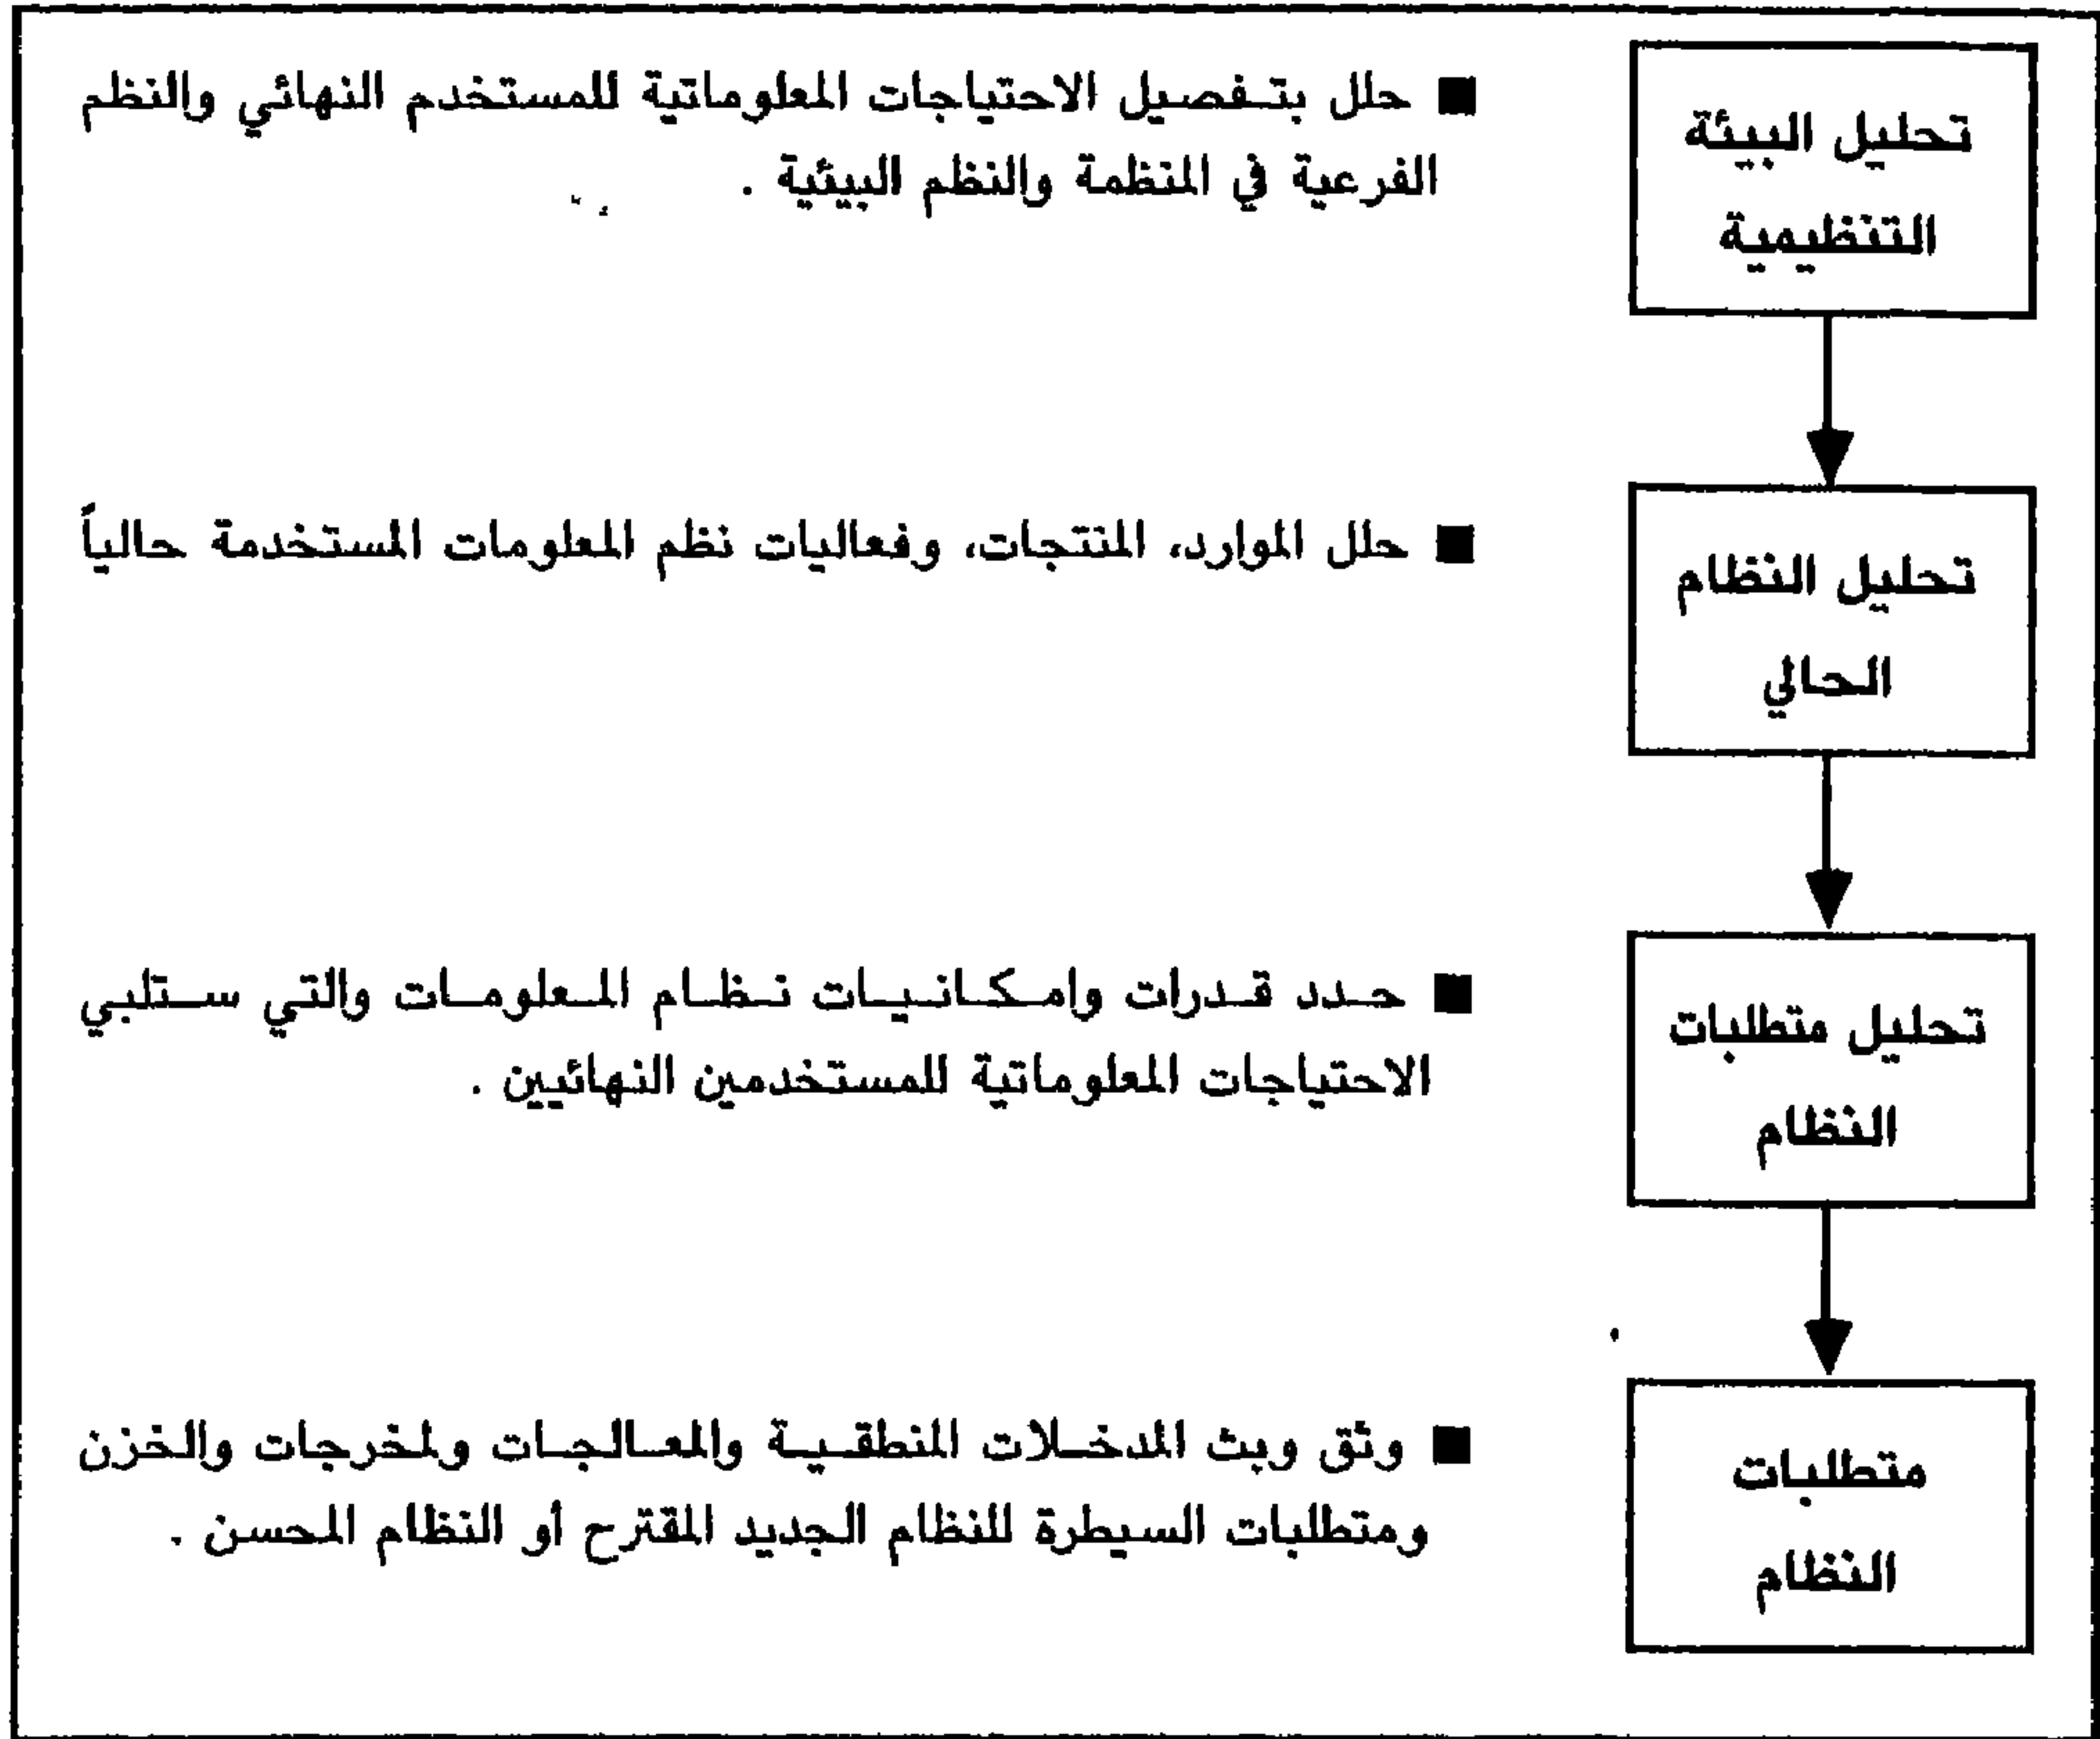 تحليل البيئة
التنظيمية
■ حلل بتفصيل الاحتياجات المعلوماتية للمستخدم النهائي والنظم
الفرعية في المنظمة والنظم البيئية .
تحليل النظام
الحالي
■ حلل الموارد، المنتجات، وفعاليات نظم المعلومات المستخدمة حالياً
تحليل متطلبات
النظام
■ حدد قدرات وامكانيات نظام المعلومات والتي ستلبي
الاحتياجات المعلوماتية للمستخدمين النهائيين .
متطلبات
النظام
■ وثق وبث المدخلات المنطقية والمعالجات ولمخرجات والخزن
ومتطلبات السيطرة للنظام الجديد المقترح أو النظام المحسن .